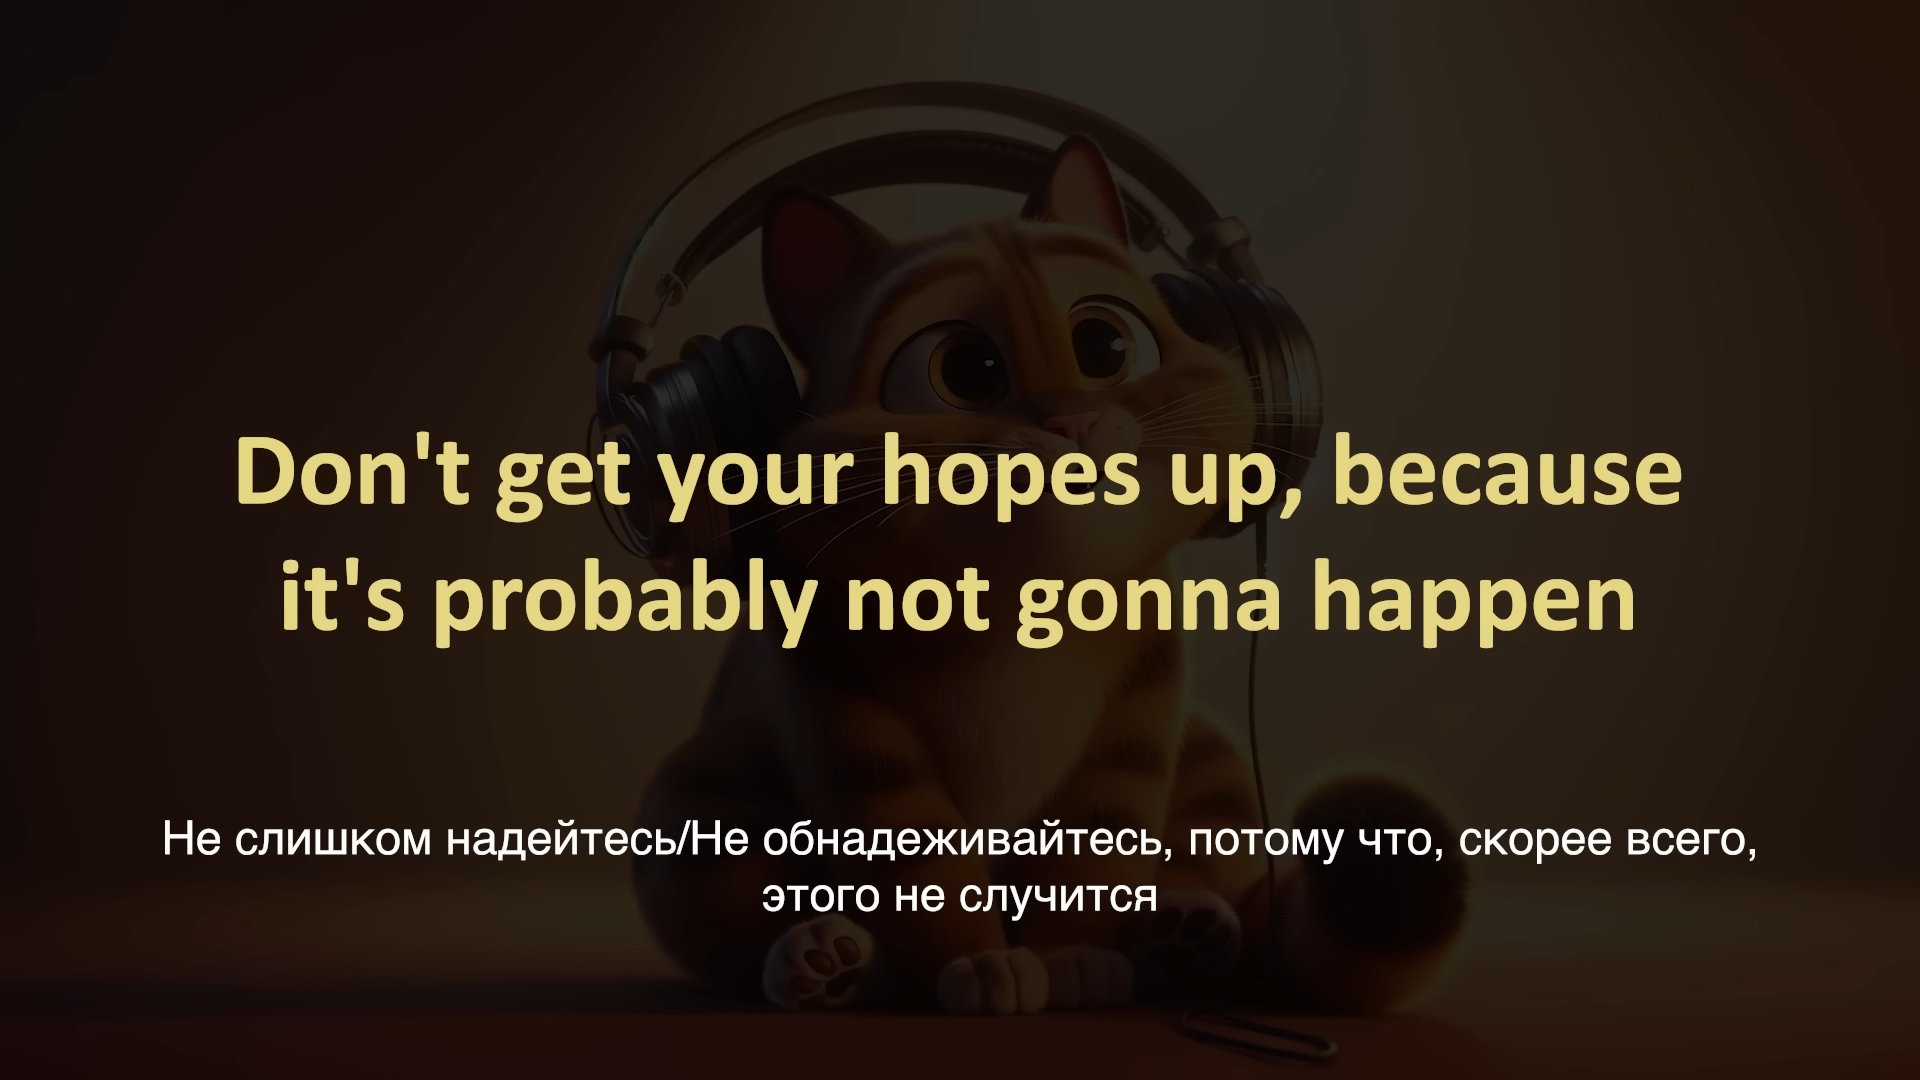 Don't get your hopes up, because
it's probably not gonna happen
Не слишком надейтесь/Не обнадеживайтесь, потому что, скорее всего,
этого не случится